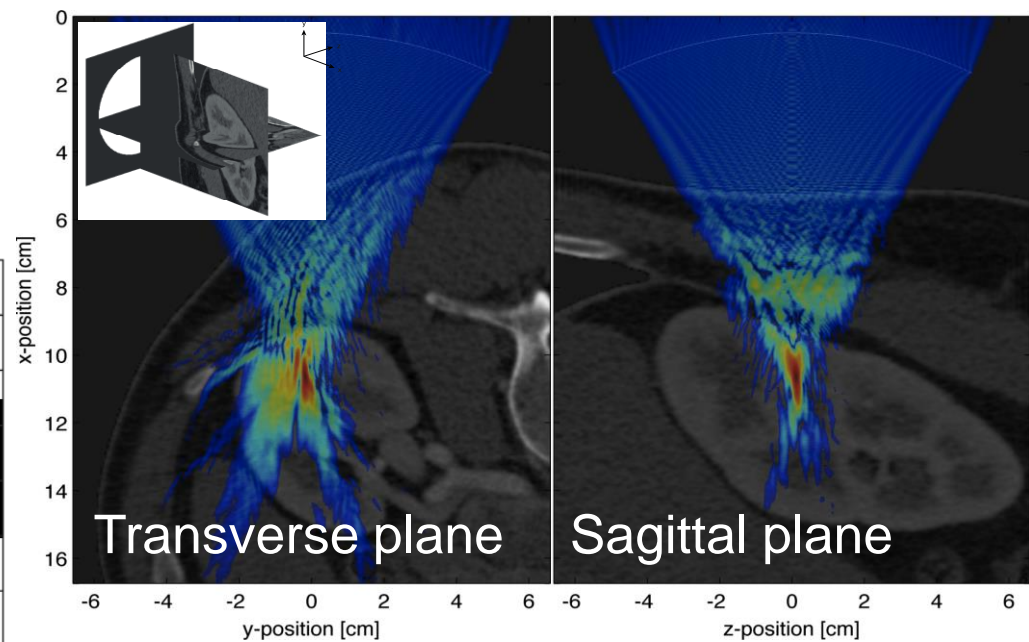 0
2
4
6
8
10
12
14
16
x-position [cm]
y
Transverse plane
Sagittal plane
-6 -4 -2 0 2 4 6
-6 -4 -2 0 2 4 6
y-position [cm]
z-position [cm]